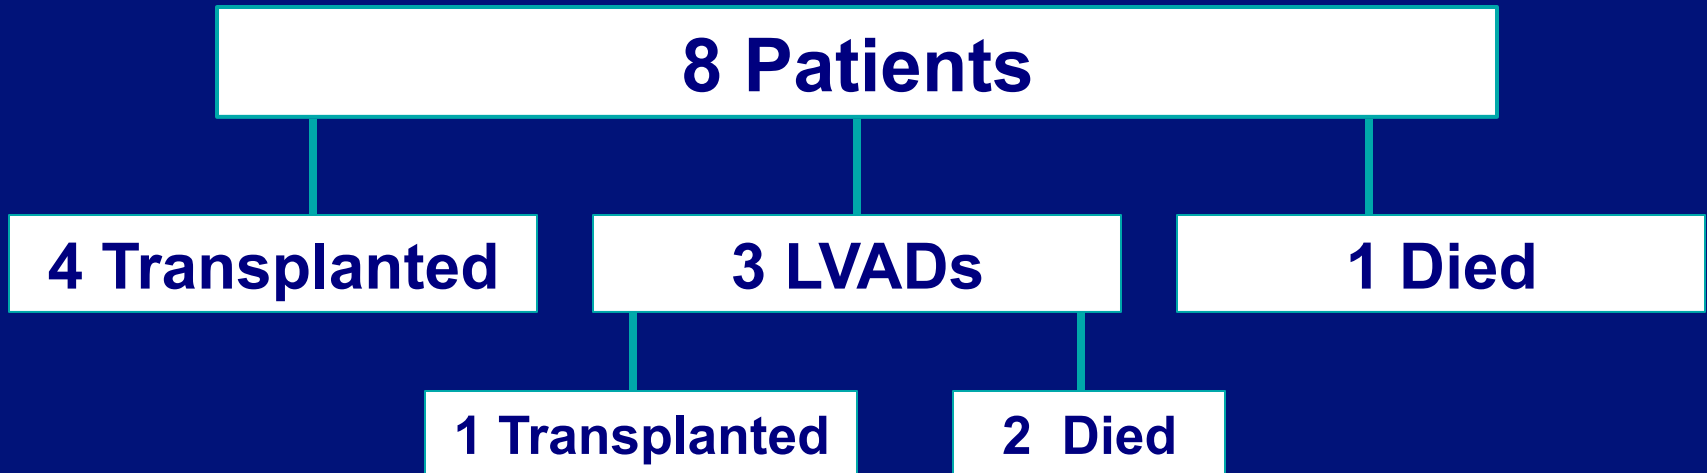 8 Patients
4 Transplanted
3 LVADs
1 Died
1 Transplanted
2 Died